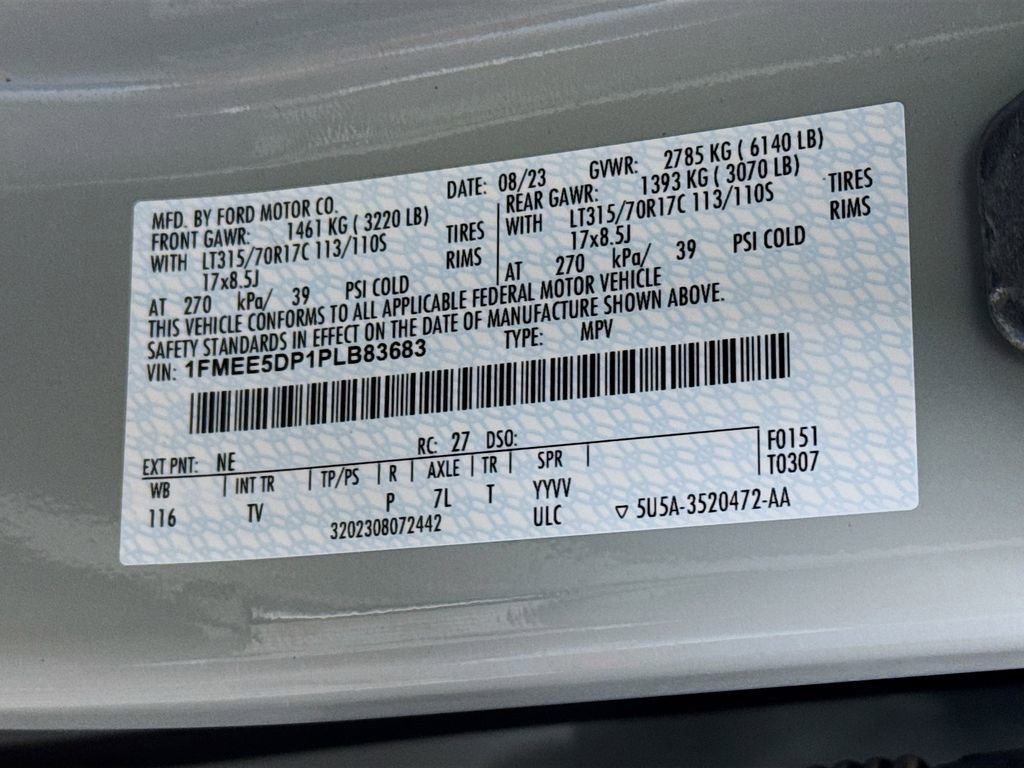 MFD. BY FORD MOTOR CO. DATE: 08/23 GVWR: 2785 KG ( 6140 LB)
FRONT GAWR: 1461 KG ( 3220 LB) REAR GAWR: 1393 KG ( 3070 LB)
WITH LT315/70R17C 113/110S TIRES WITH LT315/70R17C 113/110S TIRES
17x8.5J RIMS 17x8.5J RIMS
AT 270 kPa/ 39 PSI COLD AT 270 kPa/ 39 PSI COLD
THIS VEHICLE CONFORMS TO ALL APPLICABLE FEDERAL MOTOR VEHICLE
SAFETY STANDARDS IN EFFECT ON THE DATE OF MANUFACTURE SHOWN ABOVE.
VIN: 1FMEE5DP1PLB83683 TYPE: MPV
EXT PNT: NE RC: 27 DSO: F0151
WB INT TR TP/PS R AXLE TR SPR T0307
116 TV P 7L T YYVV
3202308072442 ULC ▽ 5U5A-3520472-AA